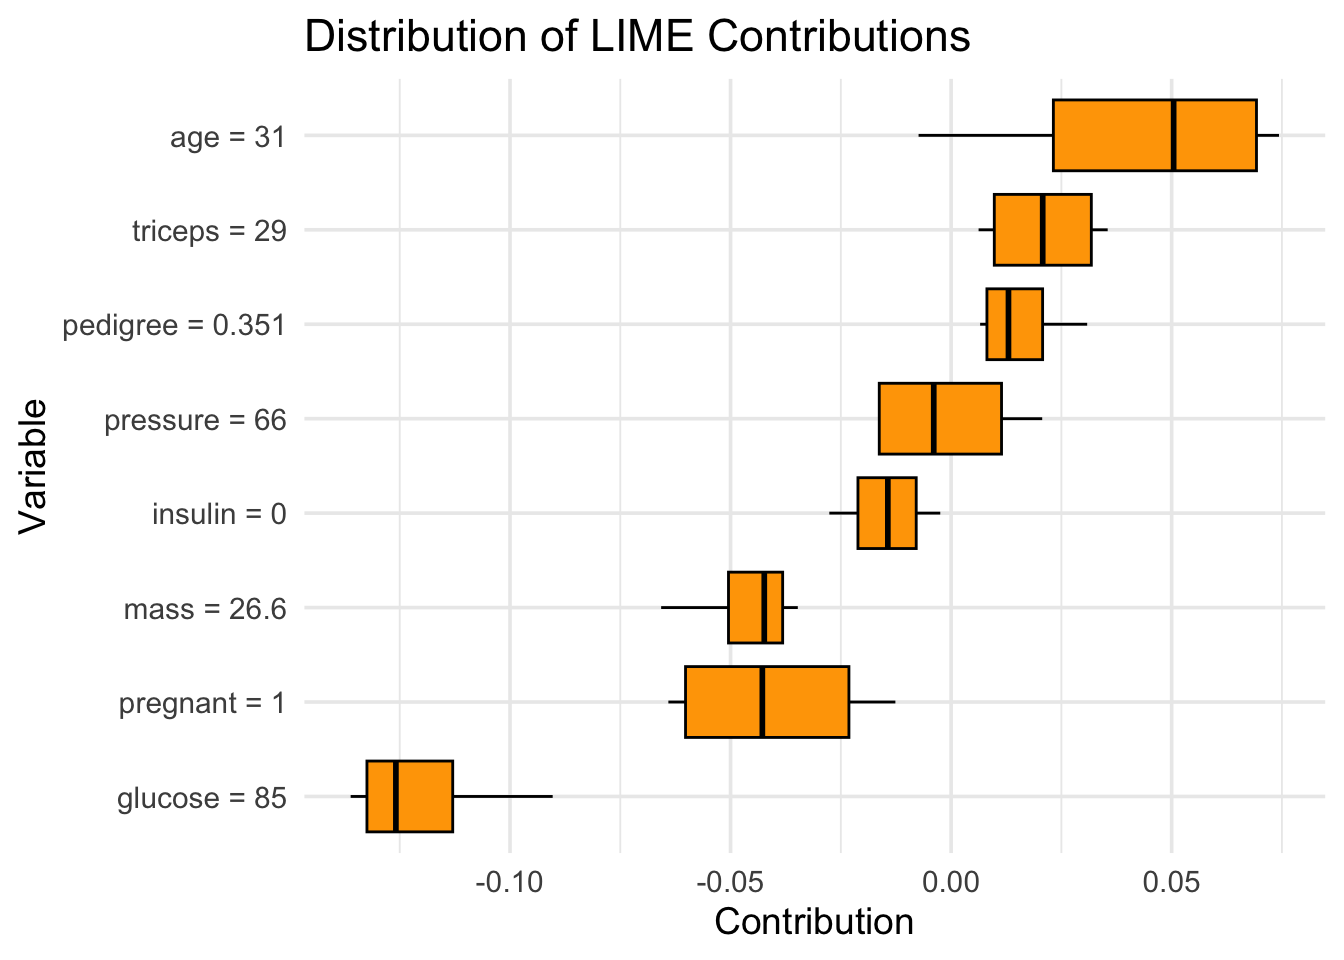 Distribution of LIME Contributions
age = 31
triceps = 29
pedigree = 0.351
pressure = 66
insulin = 0
mass = 26.6
pregnant = 1
glucose = 85
Variable
-0.10 -0.05 0.00 0.05
Contribution